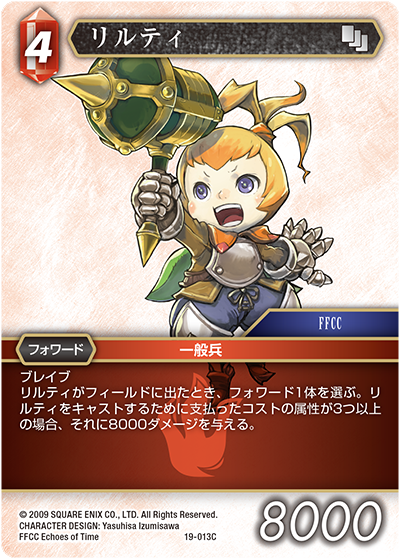 4
リルティ
FFCC
フォワード
一般兵
ブレイブ
リルティがフィールドに出たとき、フォワード1体を選ぶ。リ
ルティをキャストするために支払ったコストの属性が3つ以上
の場合、それに8000ダメージを与える。
© 2009 SQUARE ENIX CO., LTD. All Rights Reserved.
CHARACTER DESIGN: Yasuhisa Izumisawa
FFCC Echoes of Time
19-013C
8000